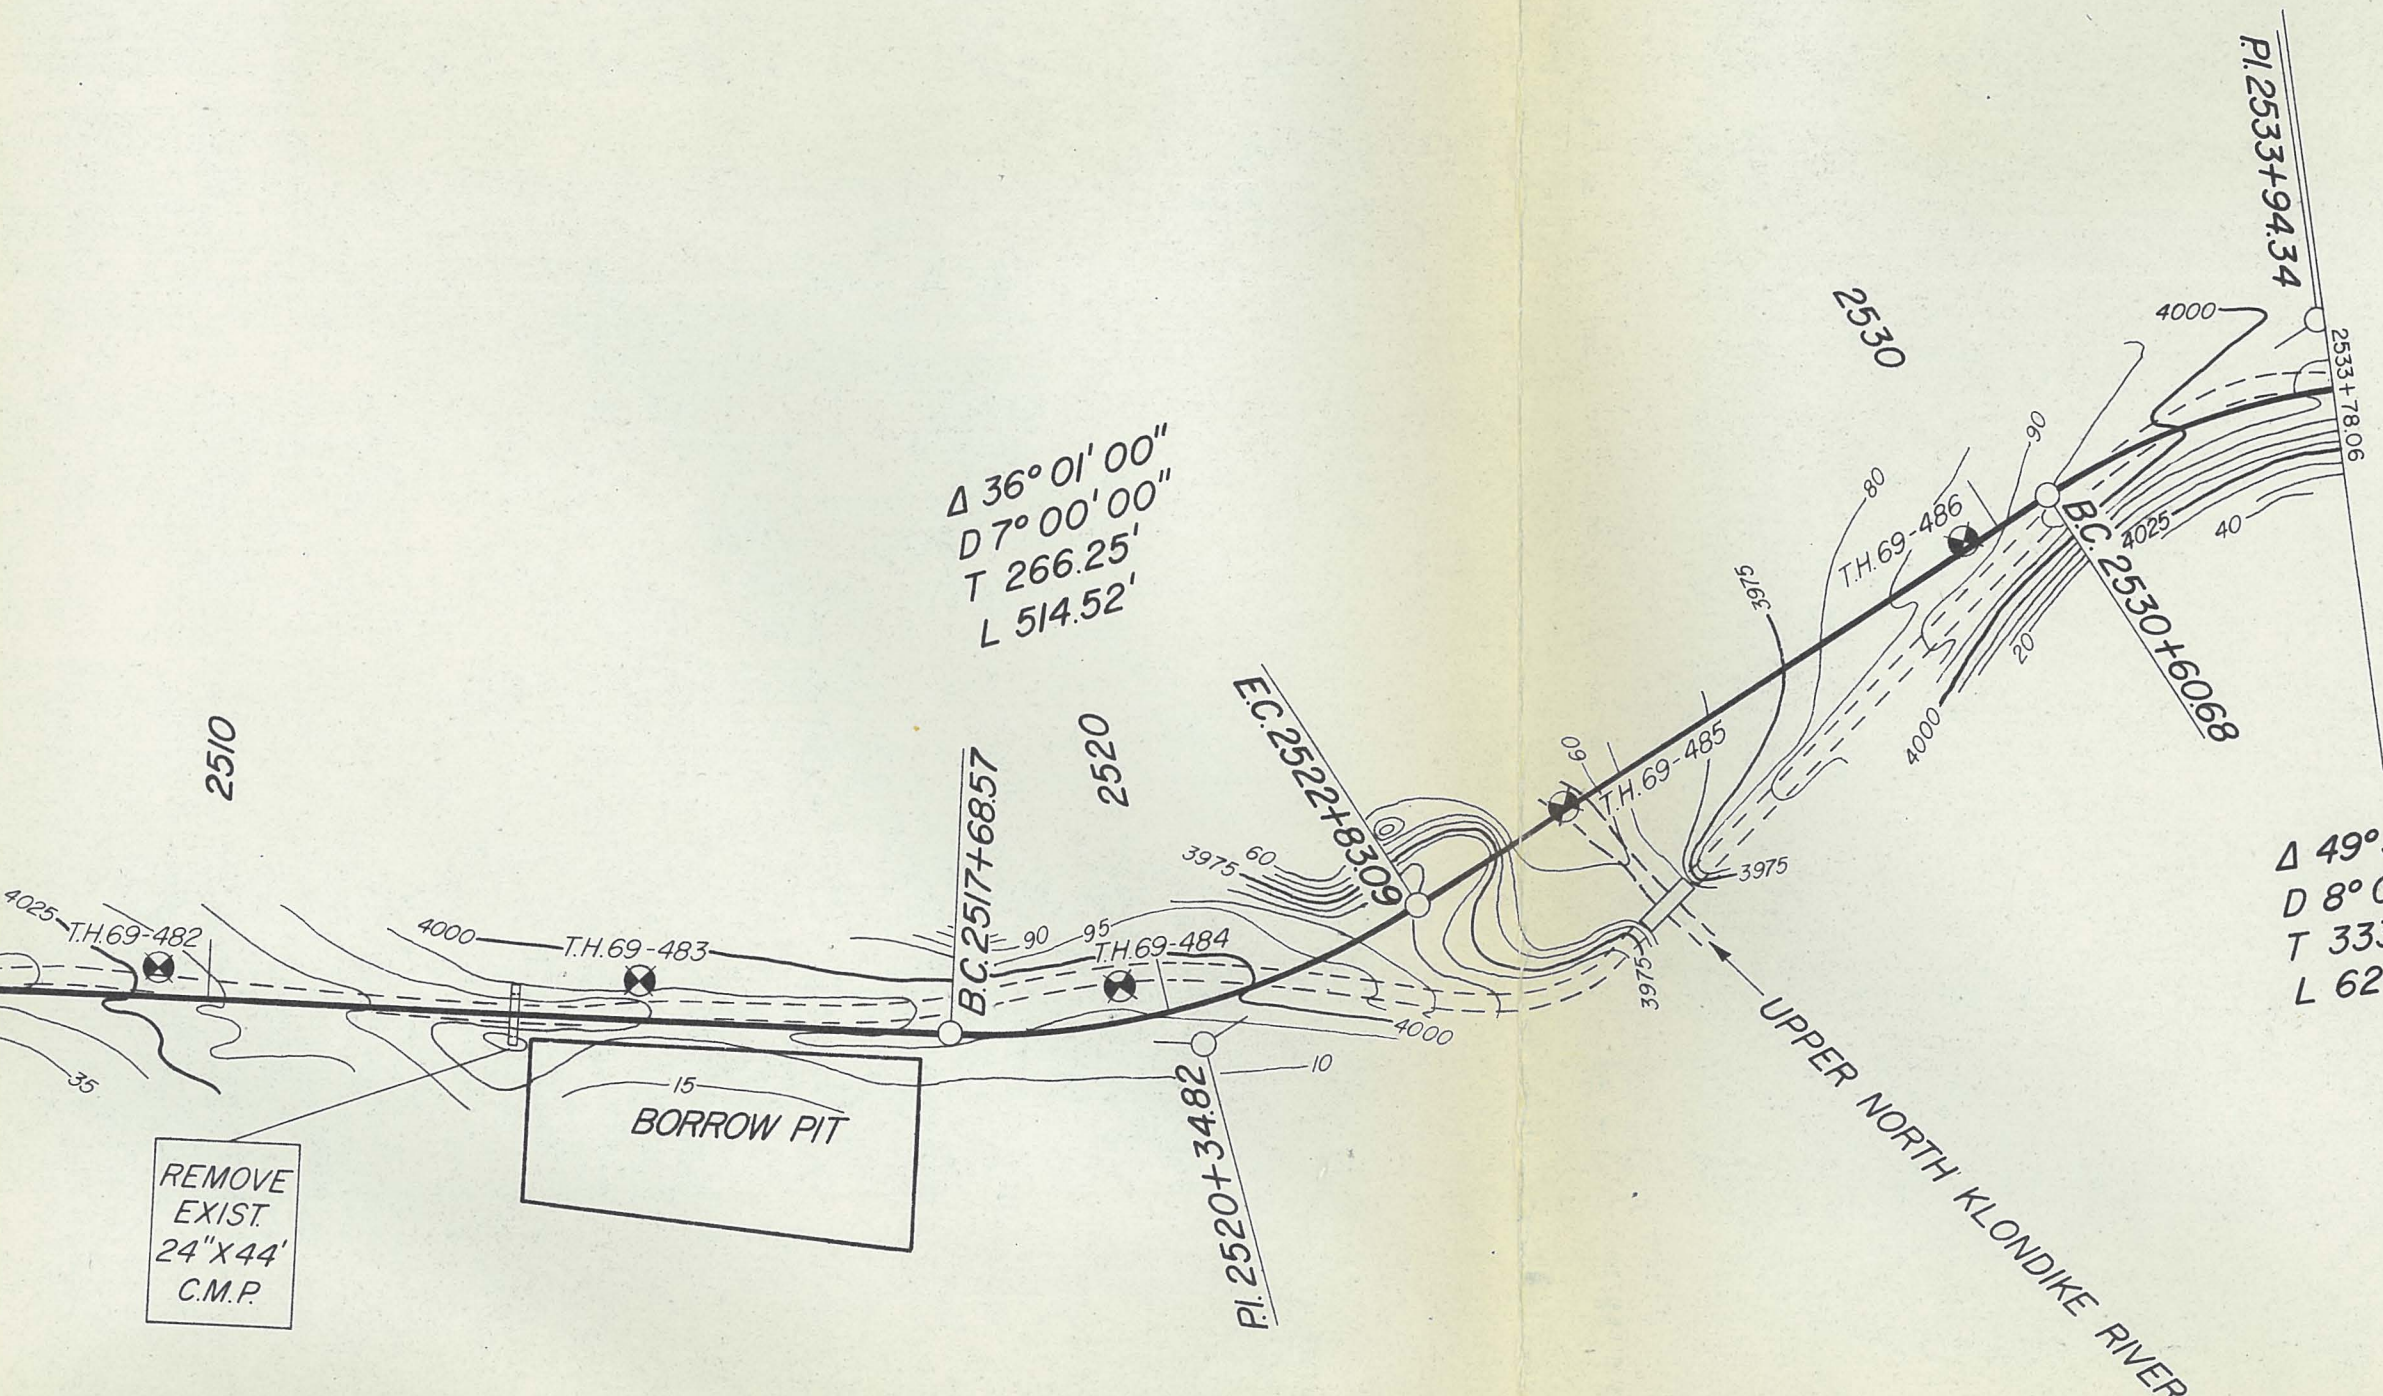 P.I. 2533+94.34
2530
4000
2533+78.06
90
80
T.H. 69-486
B.C. 2530+60.68
4025
40
3975
20
4000
Δ 36° 01' 00"
D 7° 00' 00"
T 266.25'
L 514.52'
2510
2520
E.C. 2522+83.09
B.C. 2517+68.57
60
T.H. 69-485
3975
60
3975
Δ 49°
D 8°
T
L 62
4025
T.H. 69-482
4000
T.H. 69-483
90
95
T.H. 69-484
3975
4000
UPPER NORTH KLONDIKE RIVER
35
15
10
BORROW PIT
P.I. 2520+34.82
REMOVE
EXIST.
24" X 44'
C.M.P.